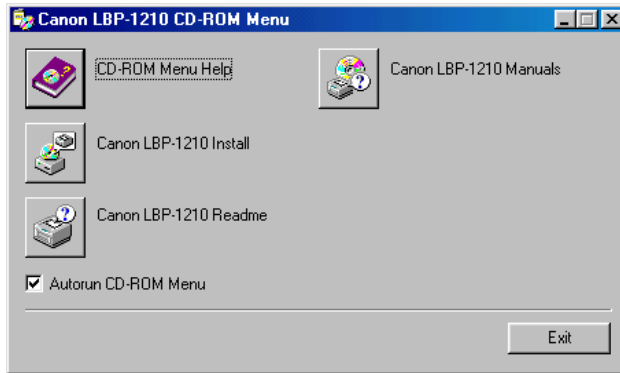 Canon LBP-1210 CD-ROM Menu
CD-ROM Menu Help
Canon LBP-1210 Manuals
Canon LBP-1210 Install
Canon LBP-1210 Readme
Autorun CD-ROM Menu
Exit